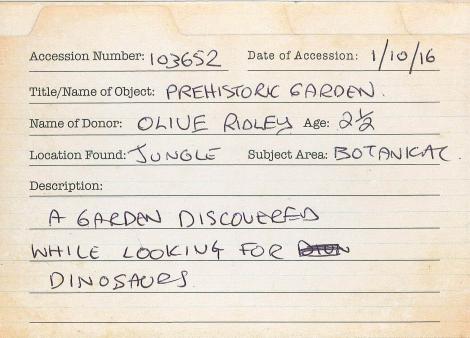 Accession Number: 103652 Date of Accession: 1/10/16
Title/Name of Object: PREHISTORIC GARDEN.
Name of Donor: OLIVE RIDLEY Age: 2½
Location Found: JUNGLE Subject Area: BOTANICAL.
Description:
A GARDEN DISCOVERED
WHILE LOOKING FOR
DINOSAURS.